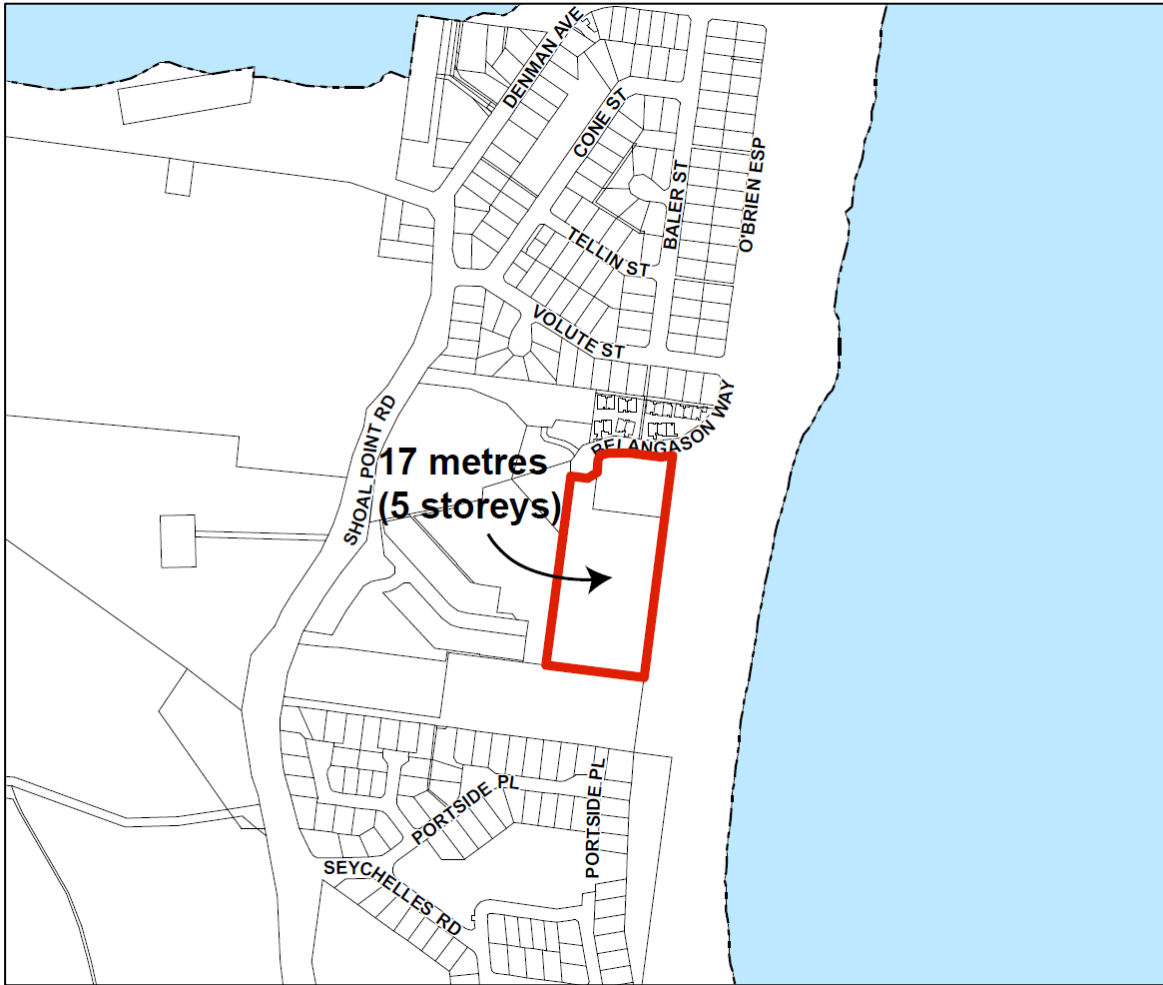 DENMAN AVE
CONE ST
BALER ST
O'BRIEN ESP
TELLIN ST
VOLUTE ST
BELANGASON WAY
SHOAL POINT RD
17 metres
(5 storeys)
PORTSIDE PL
PORTSIDE PL
SEYCHELLES RD